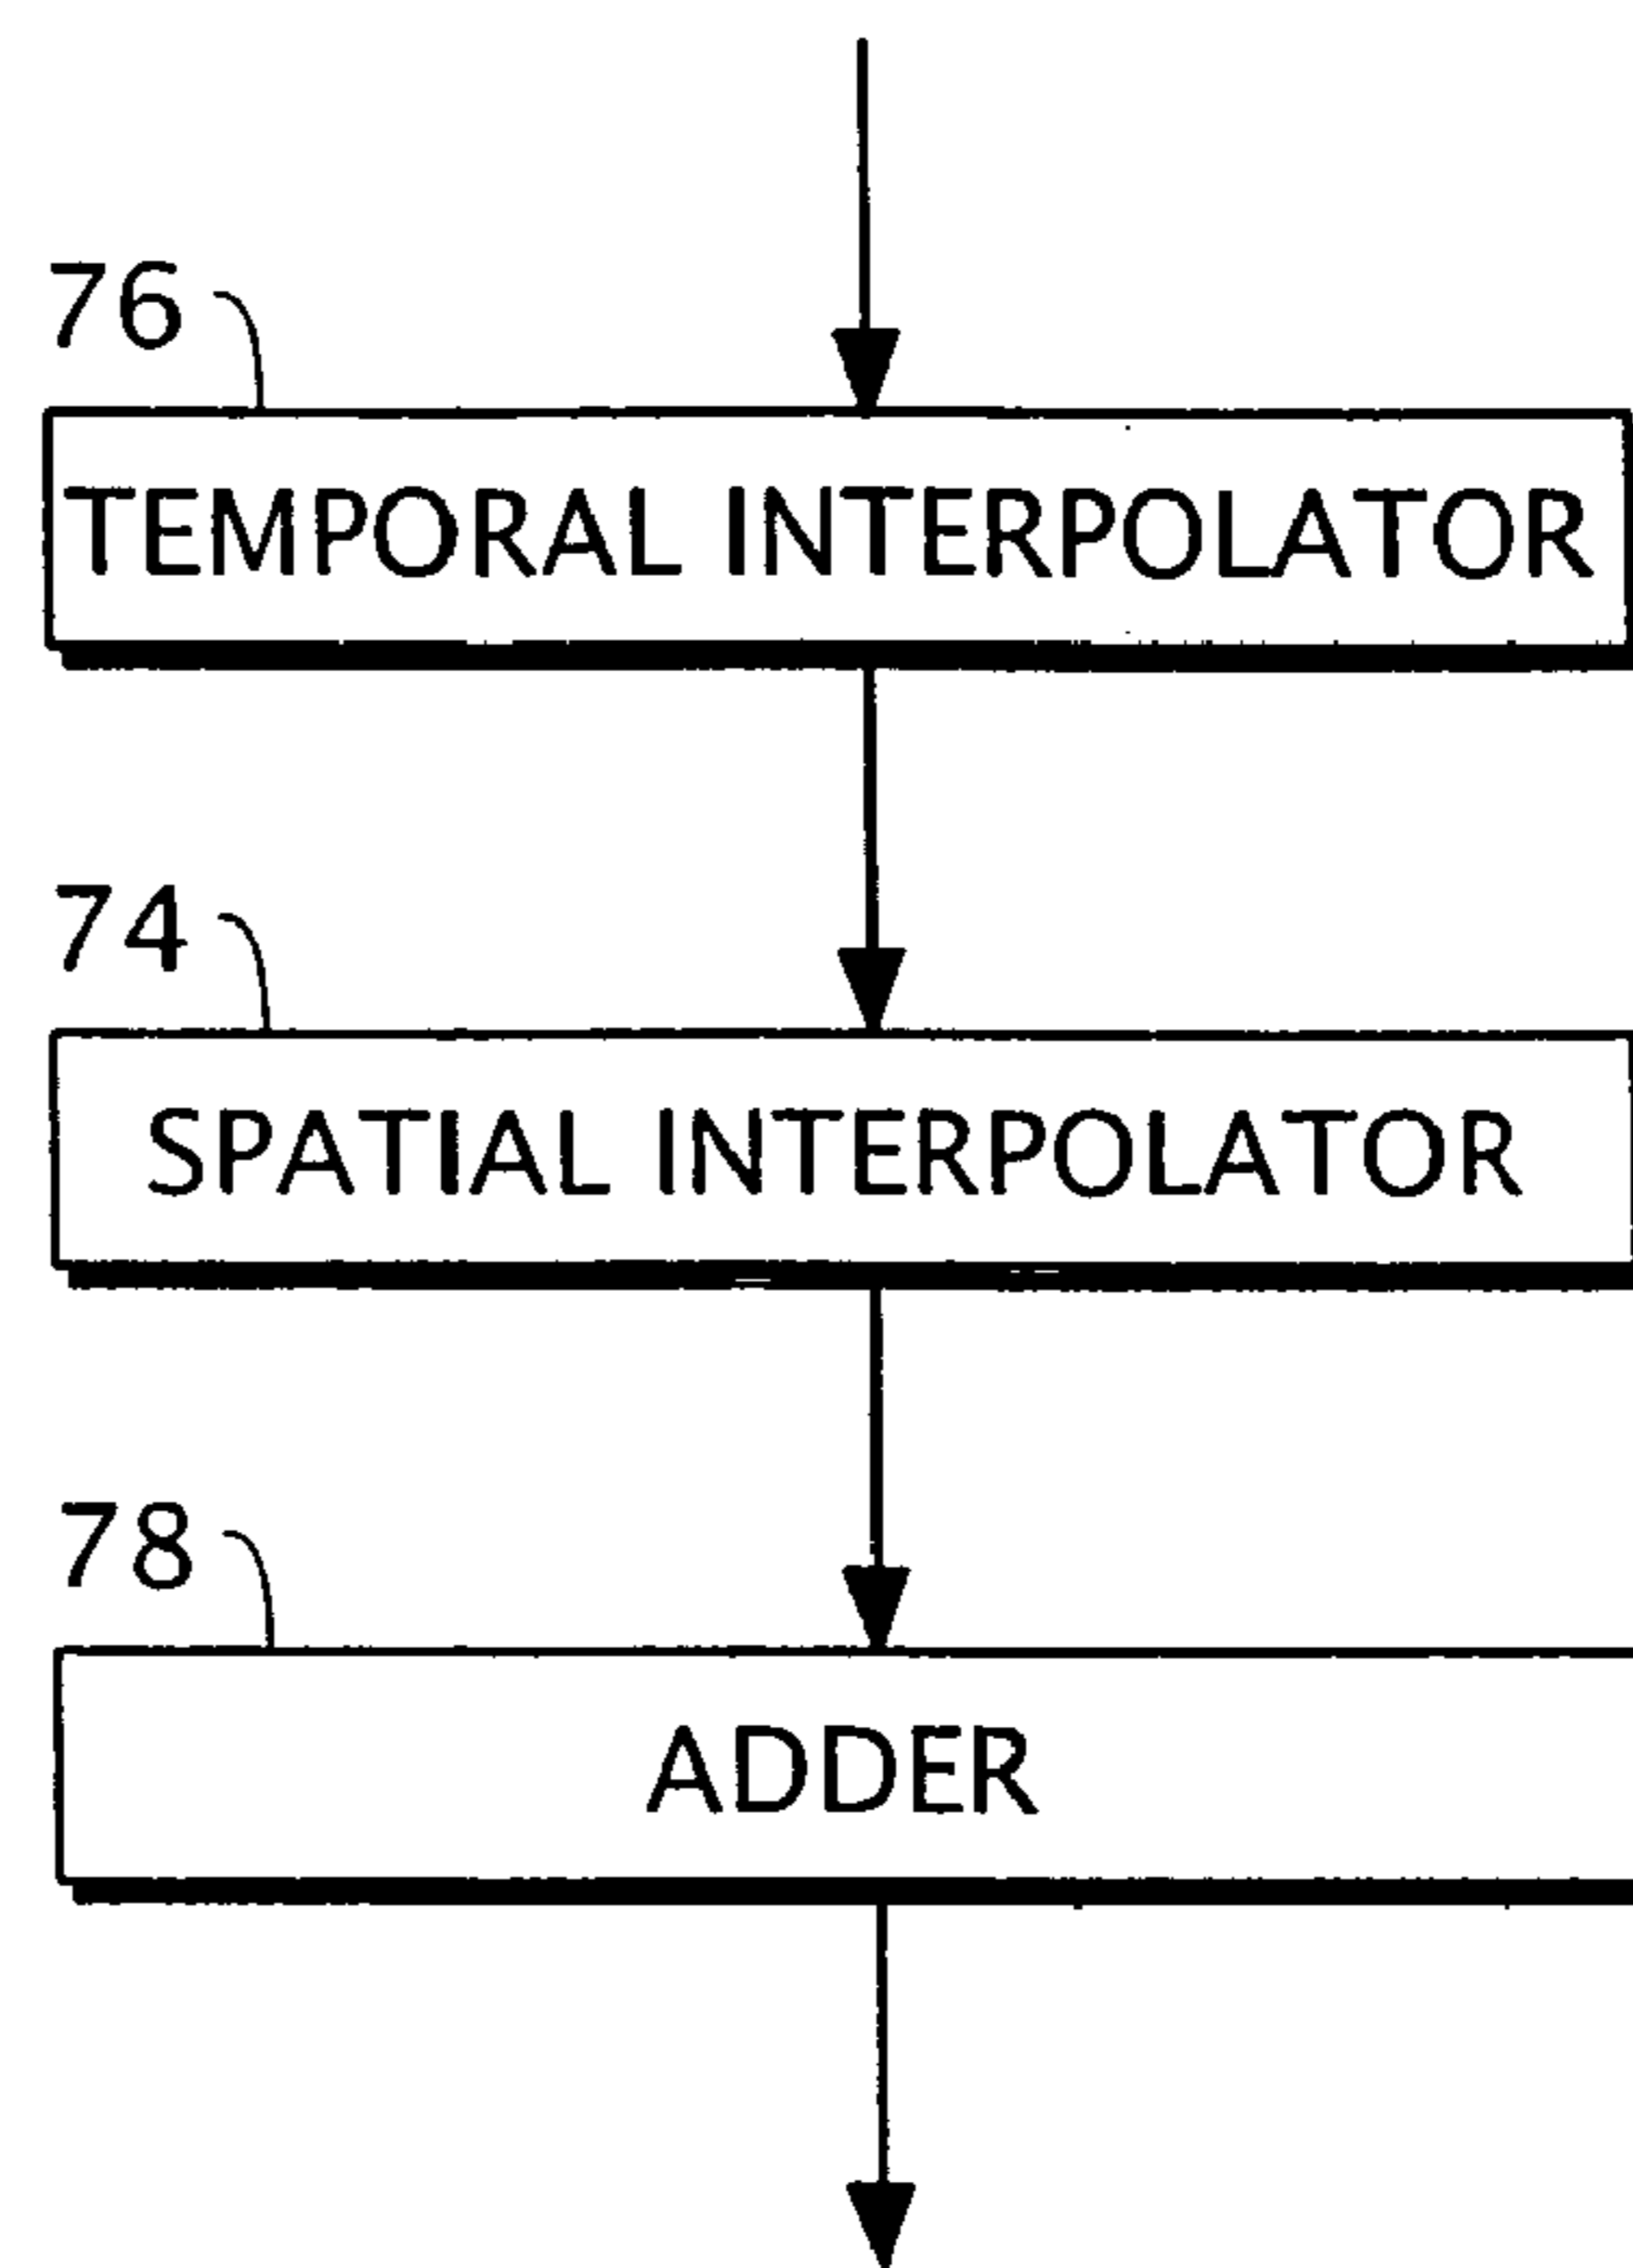 76
TEMPORAL INTERPOLATOR
74
SPATIAL INTERPOLATOR
78
ADDER